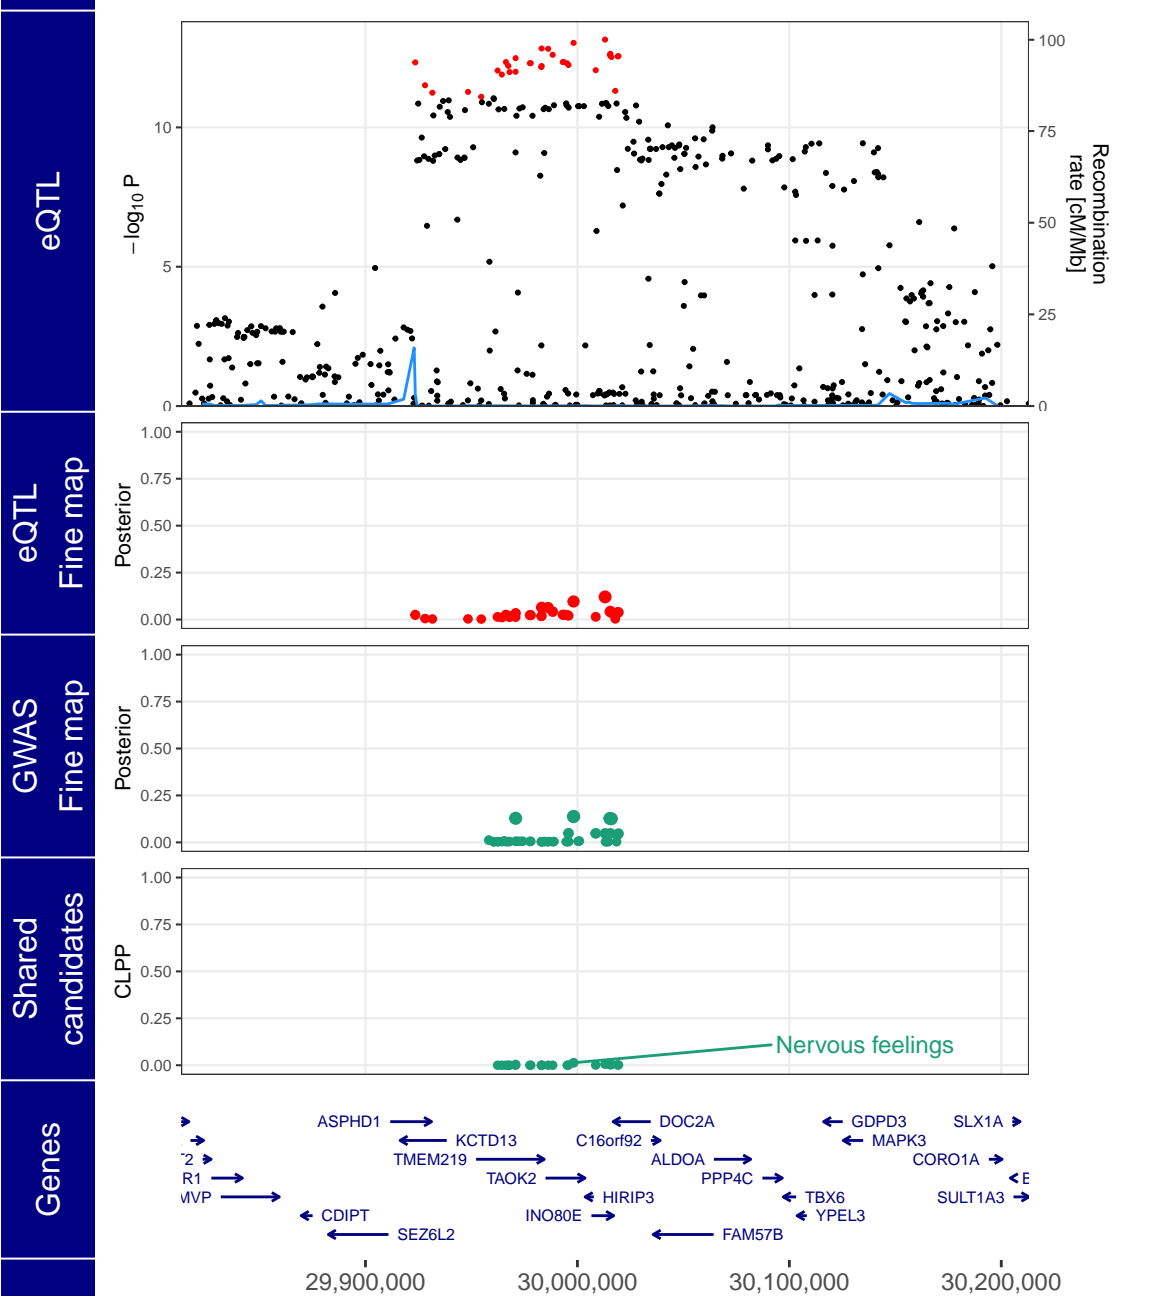 eQTL
−log10 P
10
5
0
100
75
50
25
0
Recombination
rate [cM/Mb]
eQTL
Fine map
Posterior
1.00
0.75
0.50
0.25
0.00
GWAS
Fine map
Posterior
1.00
0.75
0.50
0.25
0.00
Shared
candidates
CLPP
1.00
0.75
0.50
0.25
0.00
Nervous feelings
Genes
ASPHD1
DOC2A
GDPD3
SLX1A
KCTD13
C16orf92
MAPK3
T2
TMEM219
ALDOA
CORO1A
R1
TAOK2
PPP4C
E
MVP
HIRIP3
TBX6
SULT1A3
CDIPT
INO80E
YPEL3
SEZ6L2
FAM57B
29,900,000
30,000,000
30,100,000
30,200,000